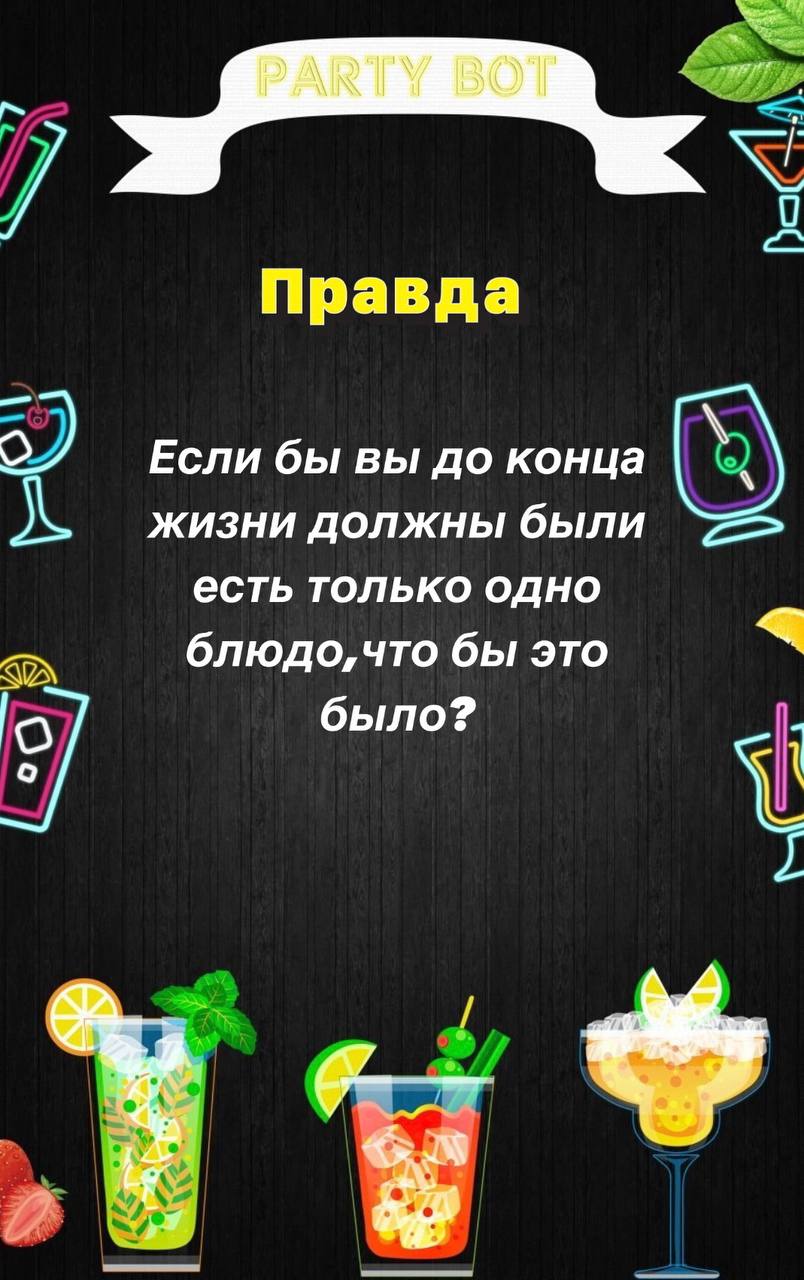 PARTY BOT
Правда
Если бы вы до конца
жизни должны были
есть только одно
блюдо,что бы это
было?